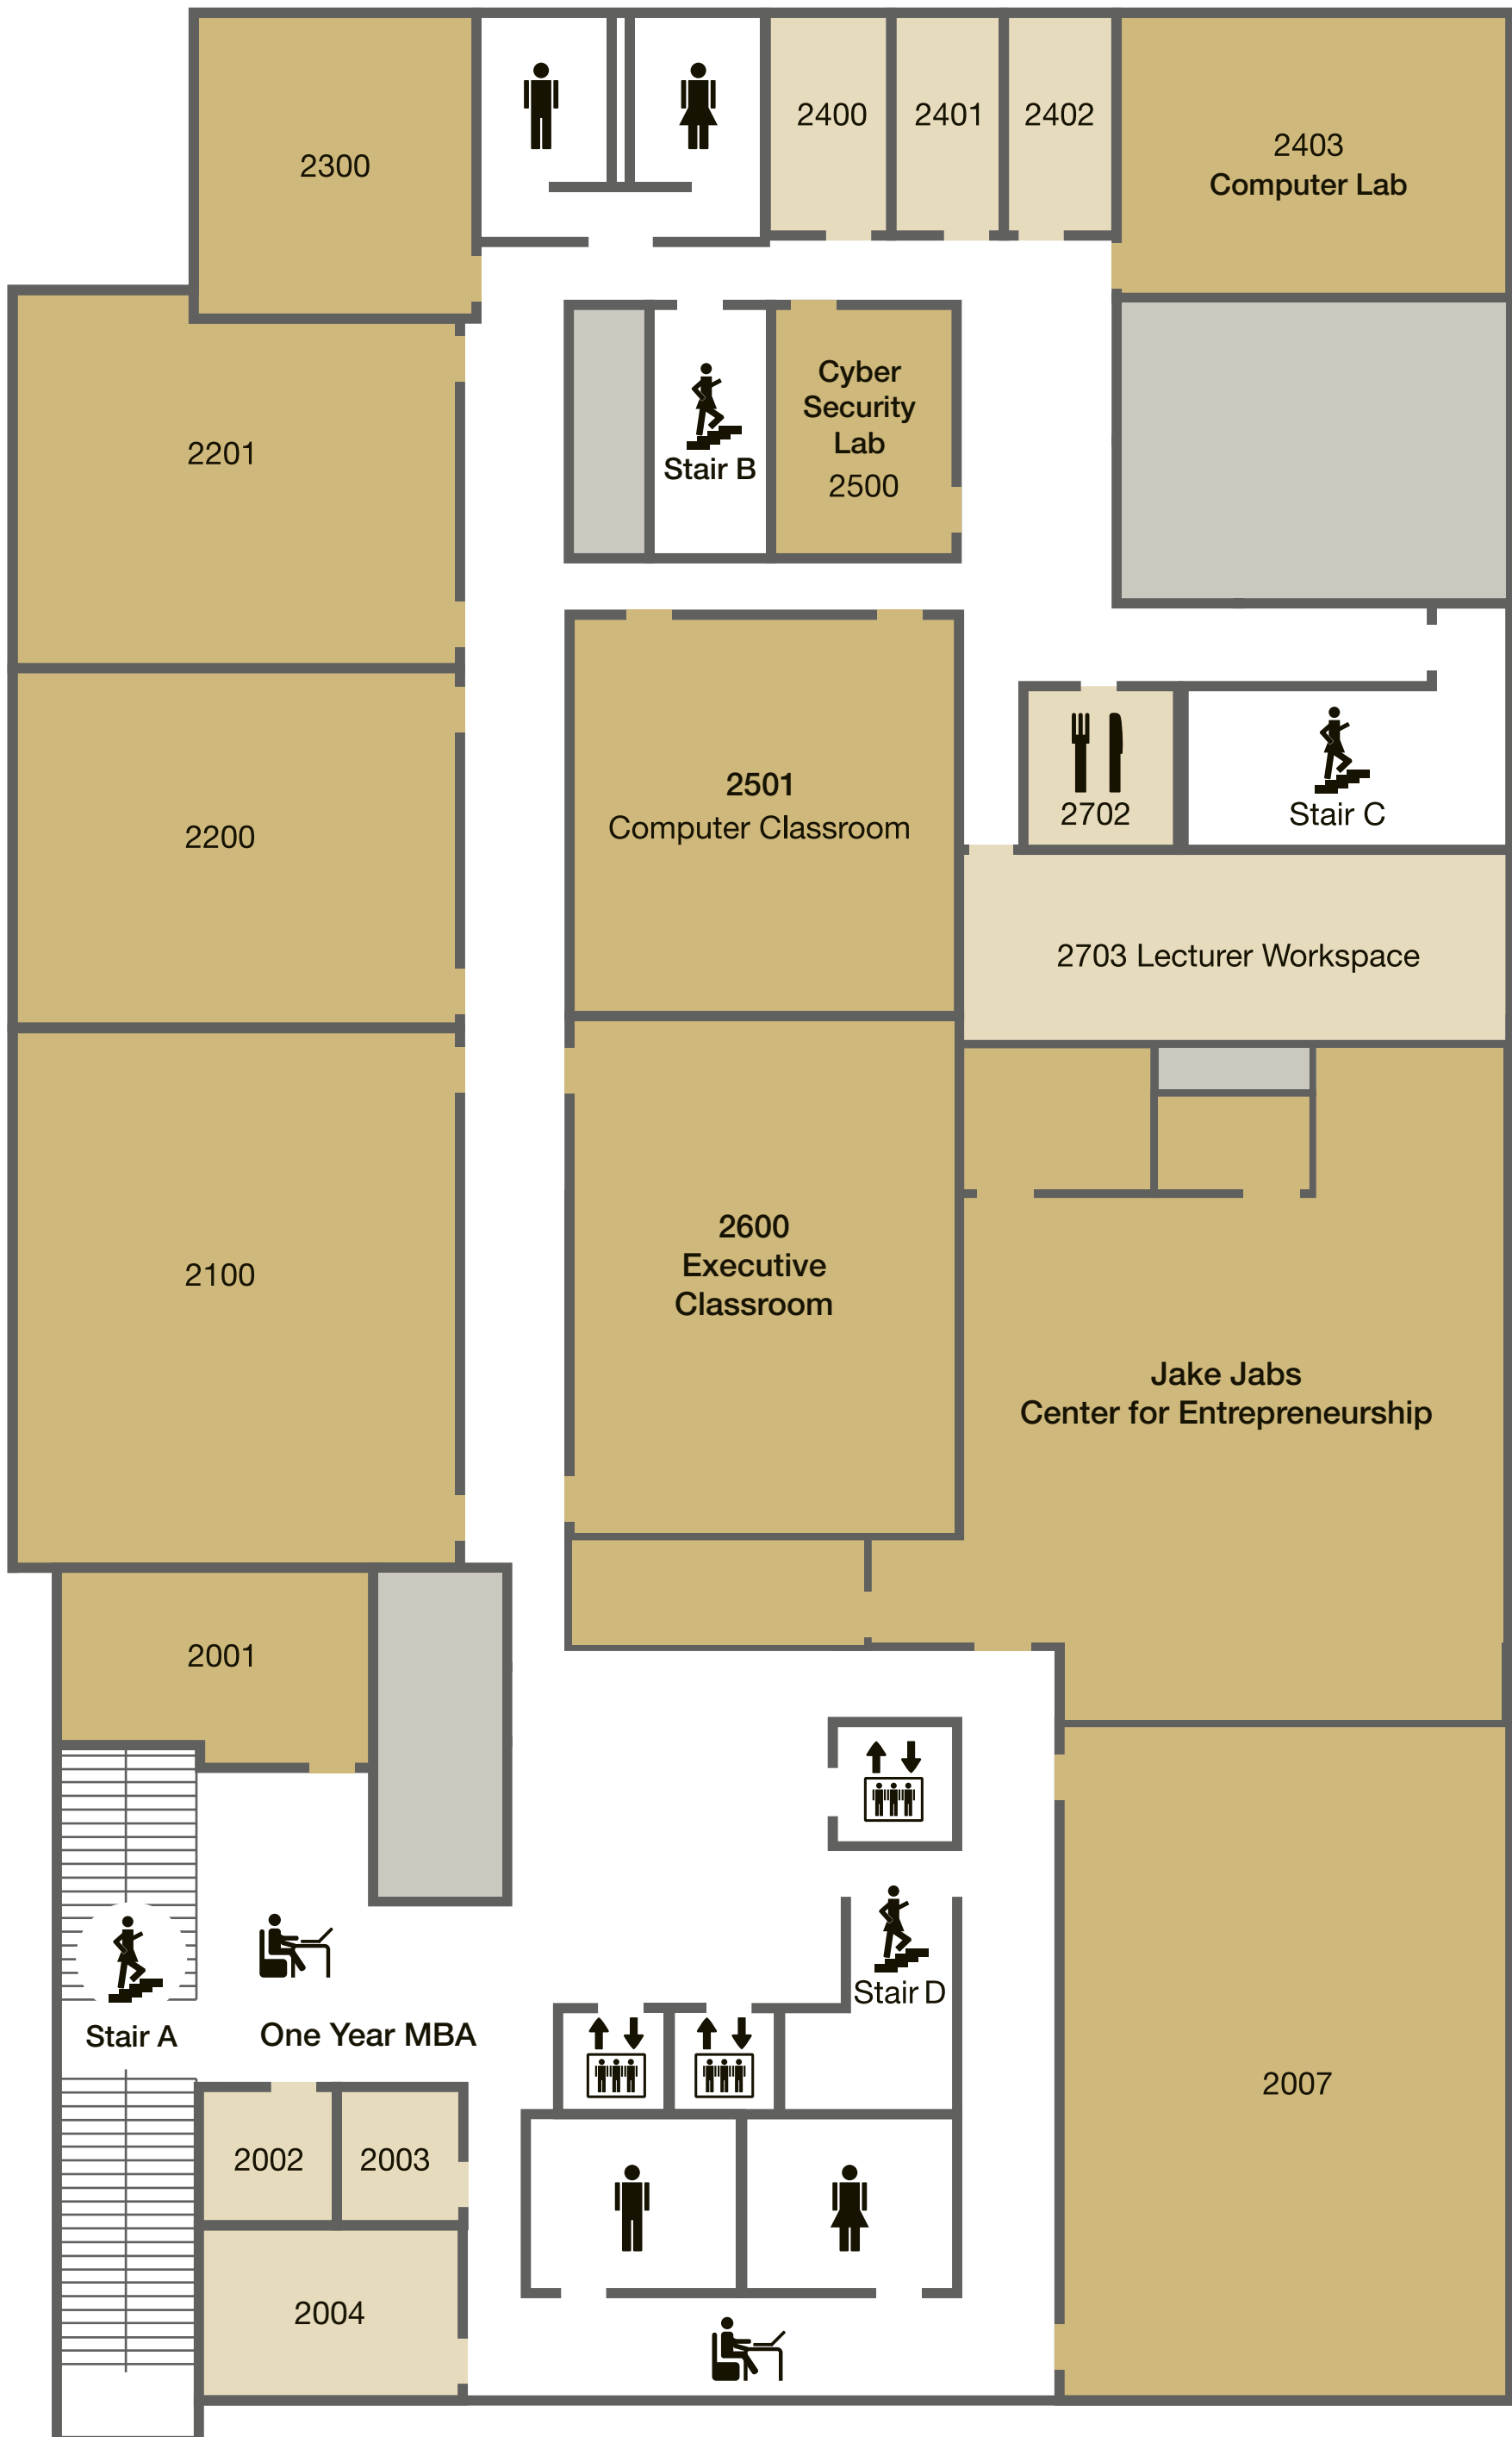 2300
2400
2401
2402
2403
Computer Lab
2201
Cyber
Security
Lab
2500
Stair B
2200
2501
Computer Classroom
2702
Stair C
2703 Lecturer Workspace
2100
2600
Executive
Classroom
Jake Jabs
Center for Entrepreneurship
2001
Stair A
One Year MBA
Stair D
2002
2003
2004
2007